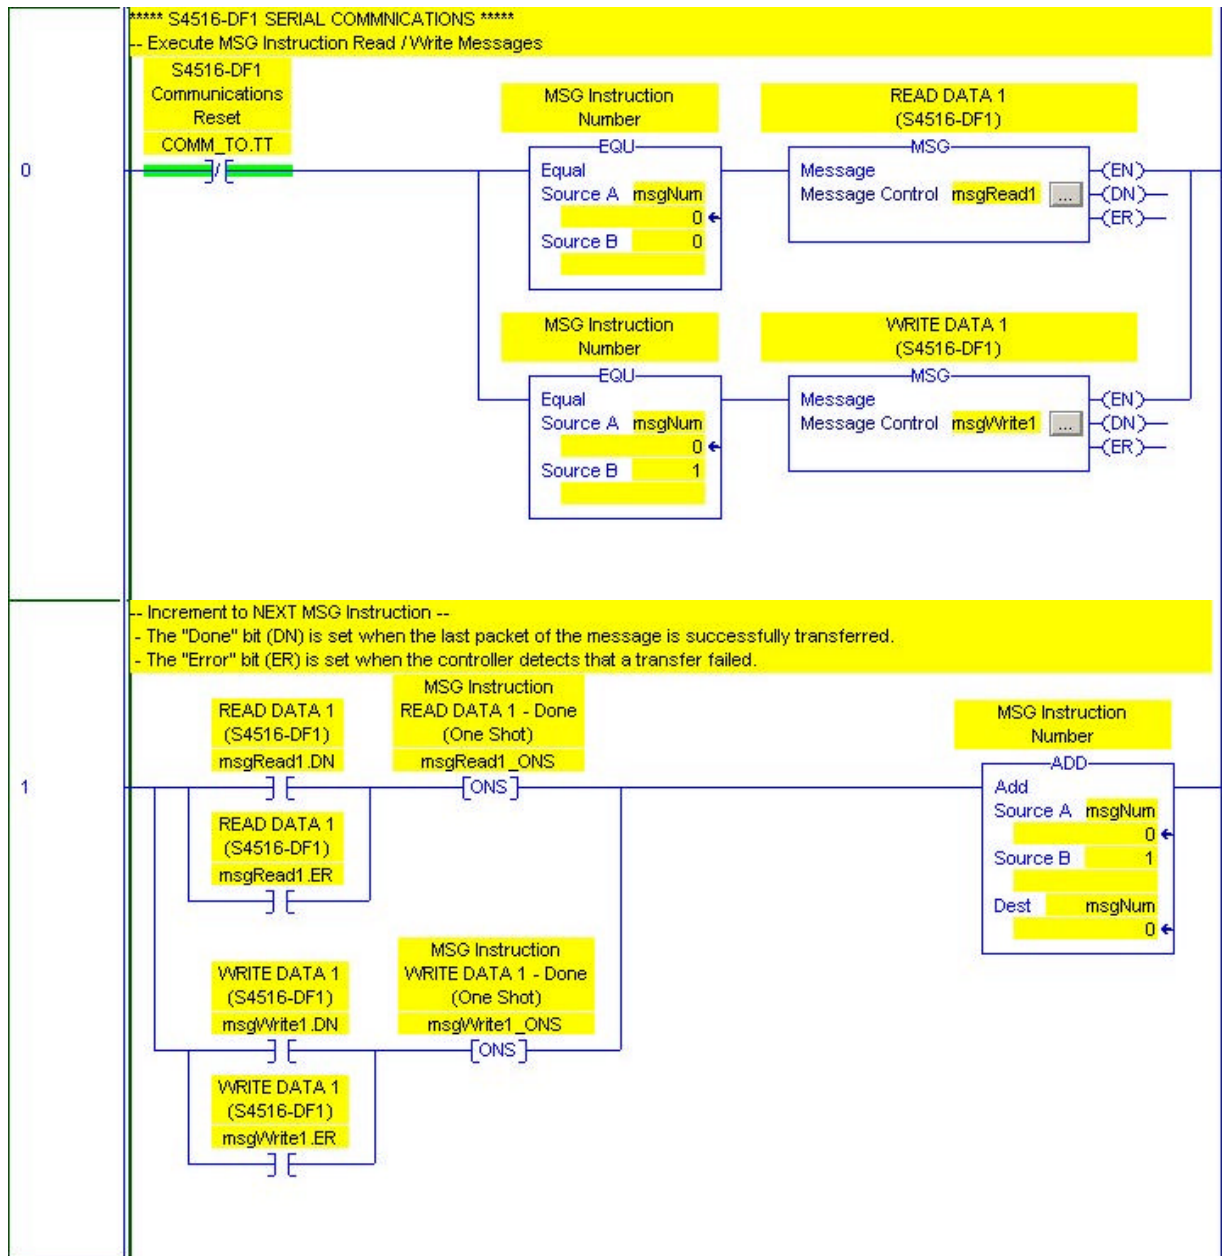 ***** S4516-DF1 SERIAL COMMNICATIONS *****
-- Execute MSG Instruction Read / Write Messages
S4516-DF1
Communications
Reset
COMM_TO.TT
0
MSG Instruction
Number
EQU
Equal
Source A msgNum
0
Source B 0
READ DATA 1
(S4516-DF1)
MSG
Message
Message Control msgRead1 ...
(EN)
(DN)
(ER)
MSG Instruction
Number
EQU
Equal
Source A msgNum
0
Source B 1
WRITE DATA 1
(S4516-DF1)
MSG
Message
Message Control msgWrite1 ...
(EN)
(DN)
(ER)
-- Increment to NEXT MSG Instruction --
- The "Done" bit (DN) is set when the last packet of the message is successfully transferred.
- The "Error" bit (ER) is set when the controller detects that a transfer failed.
1
READ DATA 1
(S4516-DF1)
msgRead1.DN
MSG Instruction
READ DATA 1 - Done
(One Shot)
msgRead1_ONS
ONS
READ DATA 1
(S4516-DF1)
msgRead1.ER
WRITE DATA 1
(S4516-DF1)
msgWrite1.DN
MSG Instruction
WRITE DATA 1 - Done
(One Shot)
msgWrite1_ONS
ONS
WRITE DATA 1
(S4516-DF1)
msgWrite1.ER
MSG Instruction
Number
ADD
Add
Source A msgNum
0
Source B 1
Dest msgNum
0